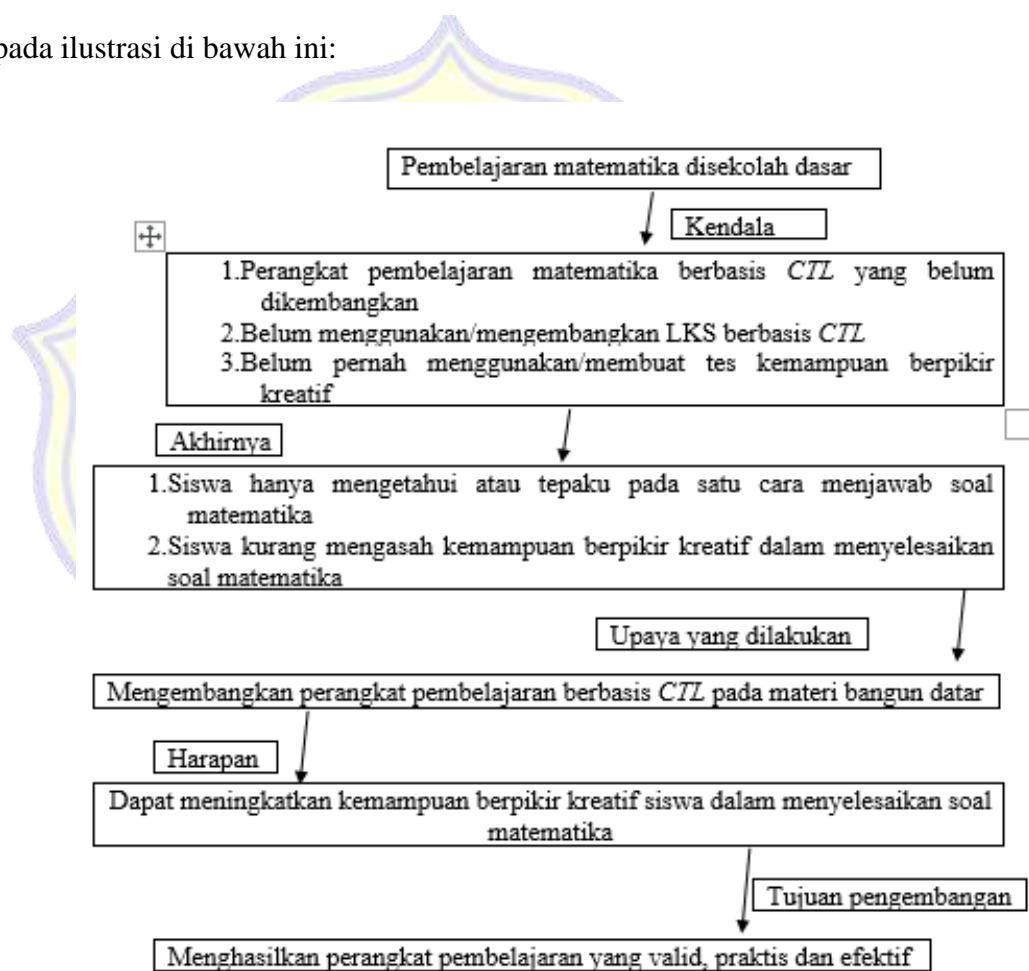 pada ilustrasi di bawah ini:
Pembelajaran matematika disekolah dasar
Kendala
1.Perangkat pembelajaran matematika berbasis CTL yang belum
dikembangkan
2.Belum menggunakan/mengembangkan LKS berbasis CTL
3.Belum pernah menggunakan/membuat tes kemampuan berpikir
kreatif
Akhirnya
1.Siswa hanya mengetahui atau tepaku pada satu cara menjawab soal
matematika
2.Siswa kurang mengasah kemampuan berpikir kreatif dalam menyelesaikan
soal matematika
Upaya yang dilakukan
Mengembangkan perangkat pembelajaran berbasis CTL pada materi bangun datar
Harapan
Dapat meningkatkan kemampuan berpikir kreatif siswa dalam menyelesaikan soal
matematika
Tujuan pengembangan
Menghasilkan perangkat pembelajaran yang valid, praktis dan efektif